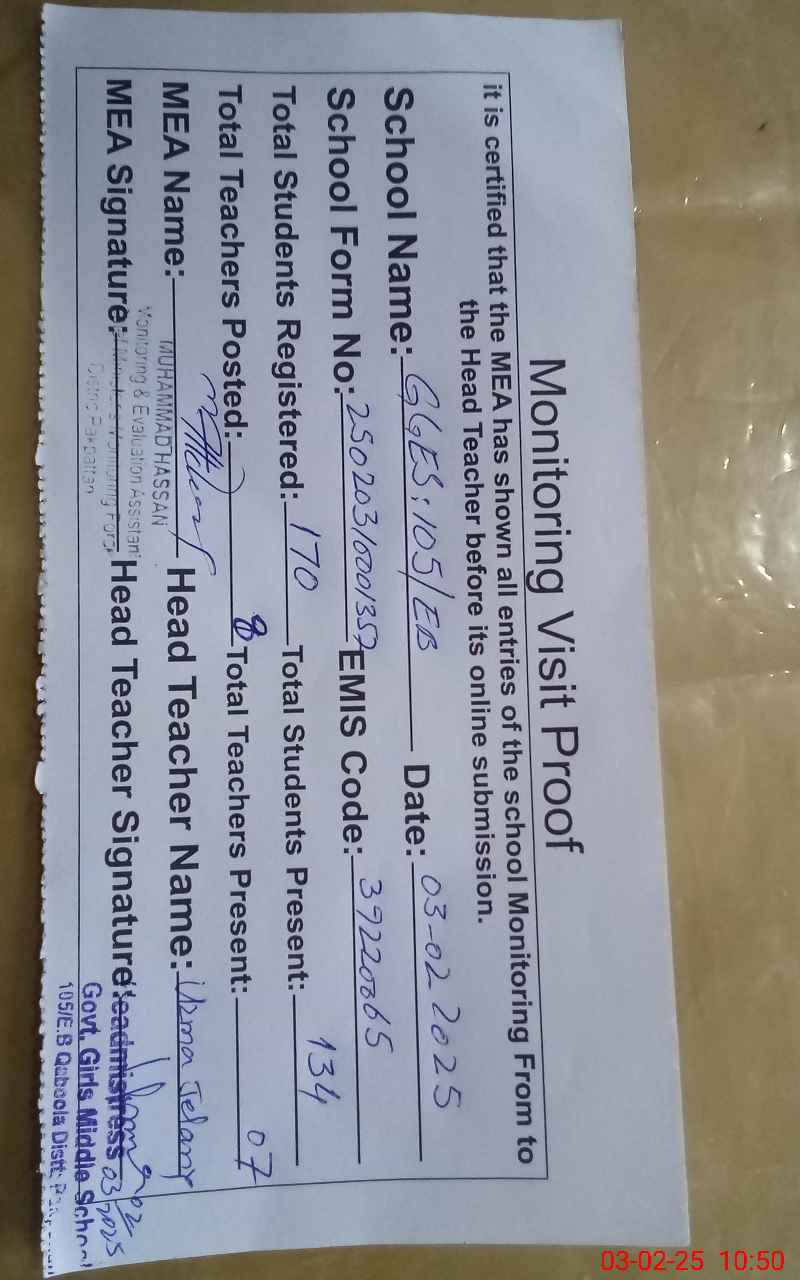 Monitoring Visit Proof
it is certified that the MEA has shown all entries of the school Monitoring From to
the Head Teacher before its online submission.
School Name: GGES: 105/EB Date: 03-02 2025
School Form No: EMIS Code: 39220065
Total Students Registered: 170 Total Students Present: 134
Total Teachers Posted: 8 Total Teachers Present: 07
MEA Name: MUHAMMAD HASSAN Head Teacher Name: Uzma Jelany
Monitoring & Evaluation Assistant
MEA Signature: Head Teacher Signature: Headmistress
District Pakpattan
03/02/2025
Govt. Girls Middle School
105/E.B Qaboola Distt:
03-02-25 10:50